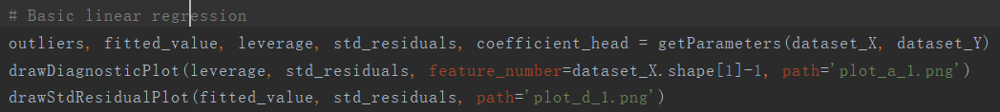 # Basic linear regression
outliers, fitted_value, leverage, std_residuals, coefficient_head = getParameters(dataset_X, dataset_Y)
drawDiagnosticPlot(leverage, std_residuals, feature_number=dataset_X.shape[1]-1, path='plot_a_1.png')
drawStdResidualPlot(fitted_value, std_residuals, path='plot_d_1.png')